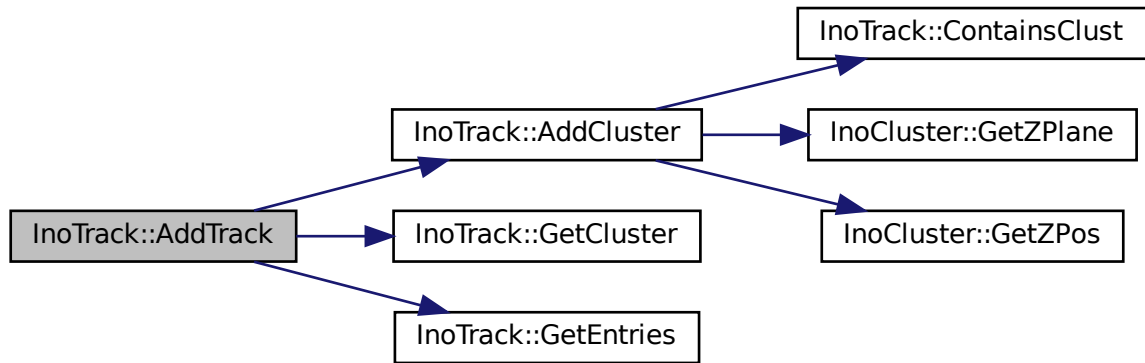 InoTrack::ContainsClust
InoTrack::AddCluster
InoCluster::GetZPlane
InoTrack::AddTrack
InoTrack::GetCluster
InoCluster::GetZPos
InoTrack::GetEntries